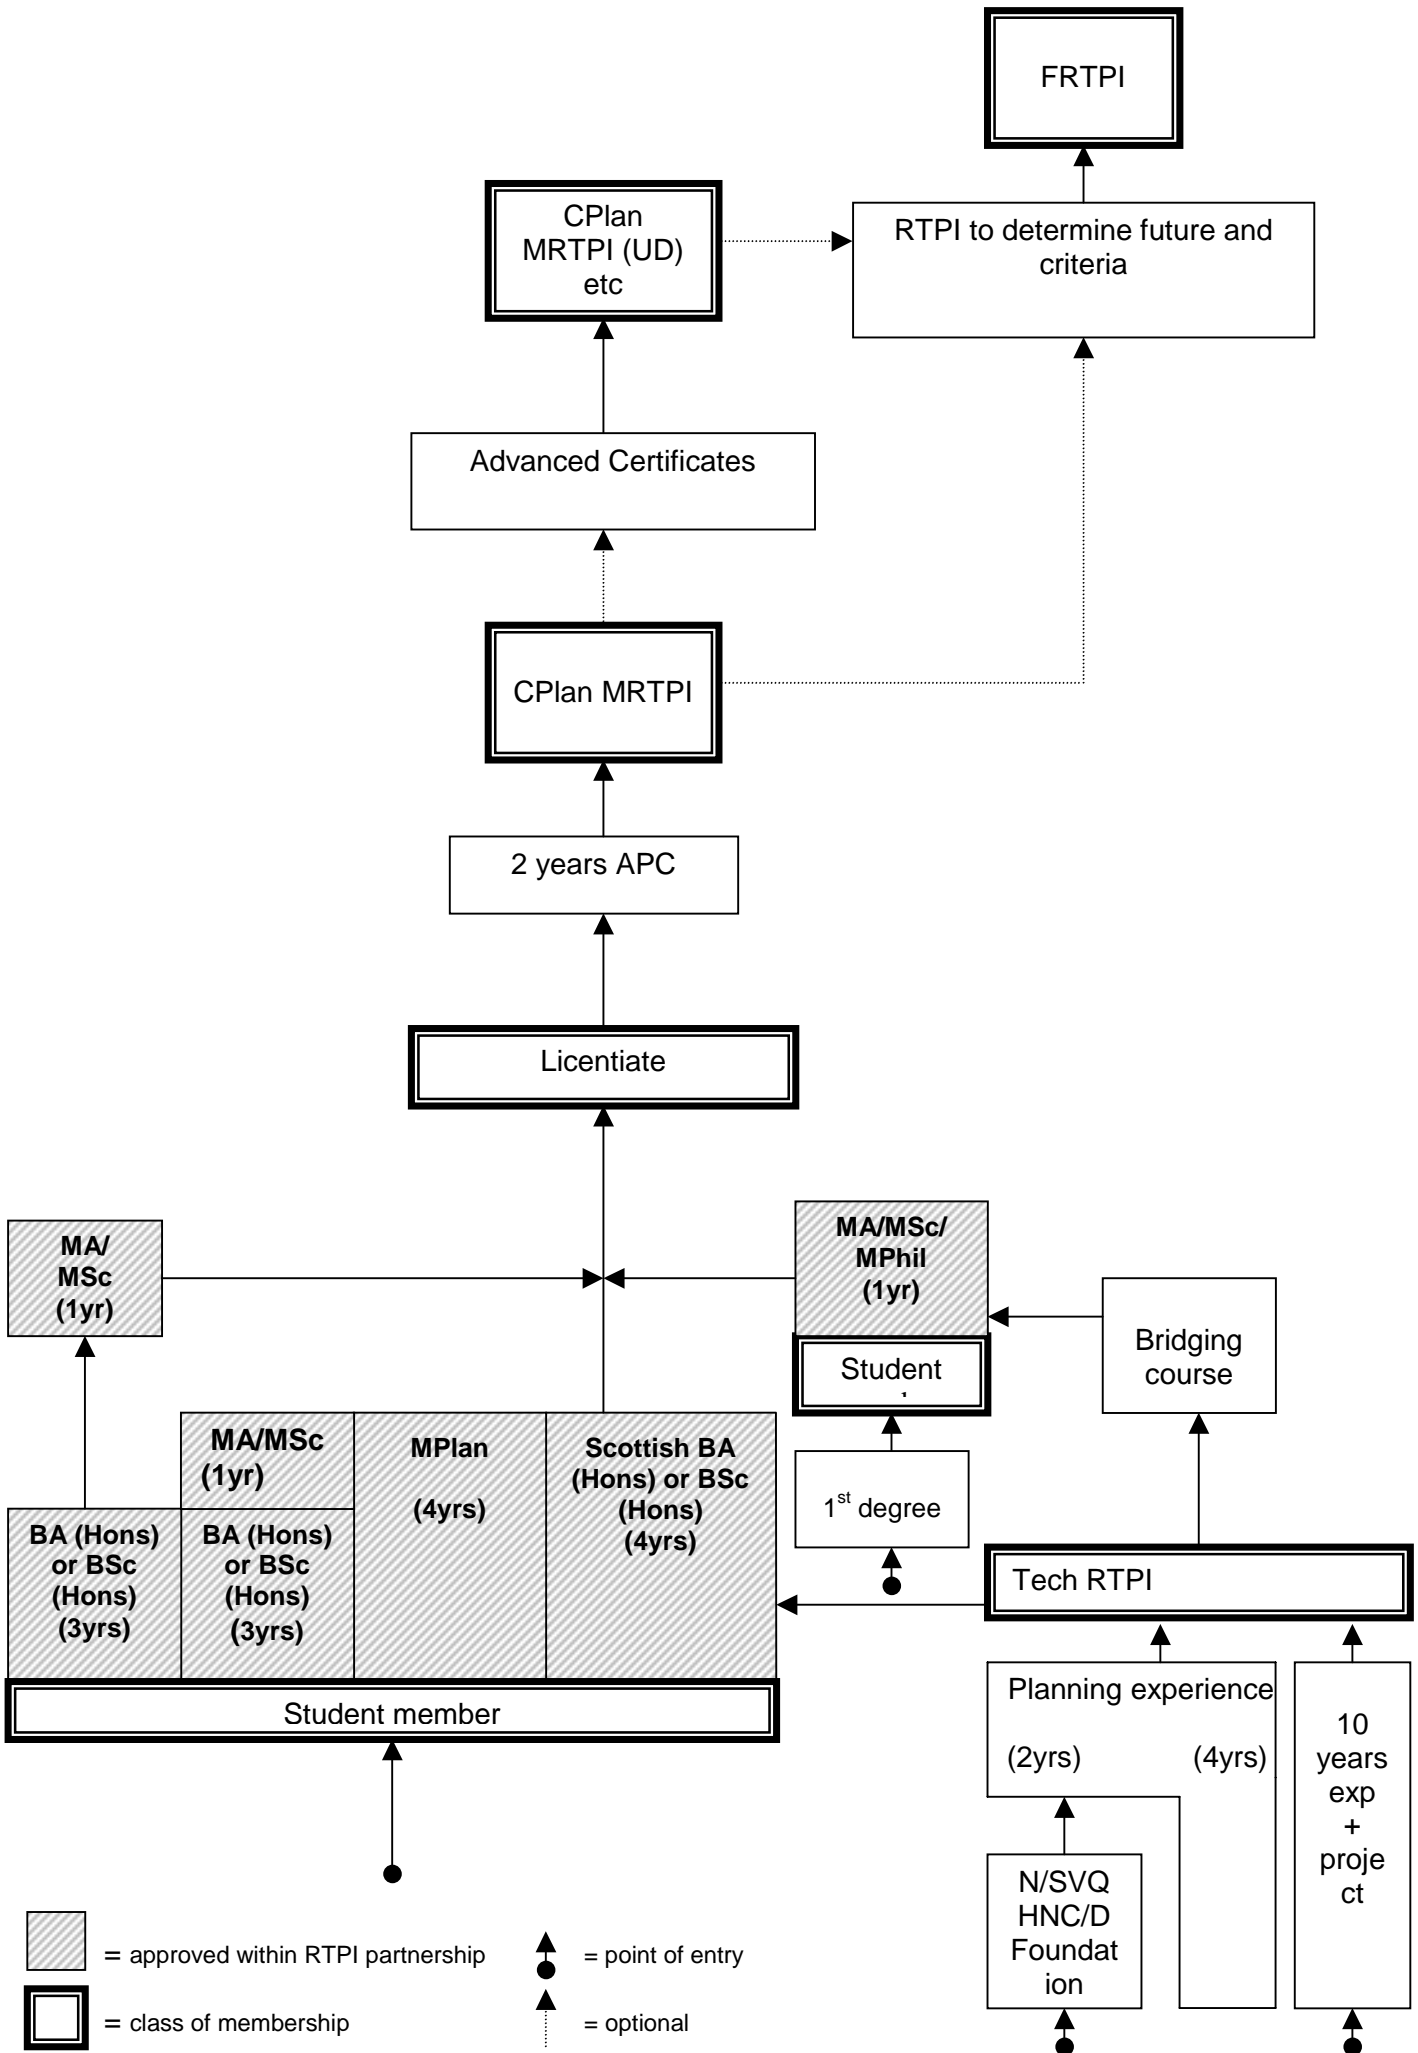 FRTPI
CPlan
MRTPI (UD)
etc
RTPI to determine future and
criteria
Advanced Certificates
CPlan MRTPI
2 years APC
Licentiate
MA/
MSc
(1yr)
MA/MSc/
MPhil
(1yr)
Student
Bridging
course
MA/MSc
(1yr)
MPlan
(4yrs)
Scottish BA
(Hons) or BSc
(Hons)
(4yrs)
1st degree
BA (Hons)
or BSc
(Hons)
(3yrs)
BA (Hons)
or BSc
(Hons)
(3yrs)
Tech RTPI
Student member
Planning experience
(2yrs) (4yrs)
10
years
exp
+
proje
ct
N/SVQ
HNC/D
Foundat
ion
= approved within RTPI partnership
= point of entry
= class of membership
= optional